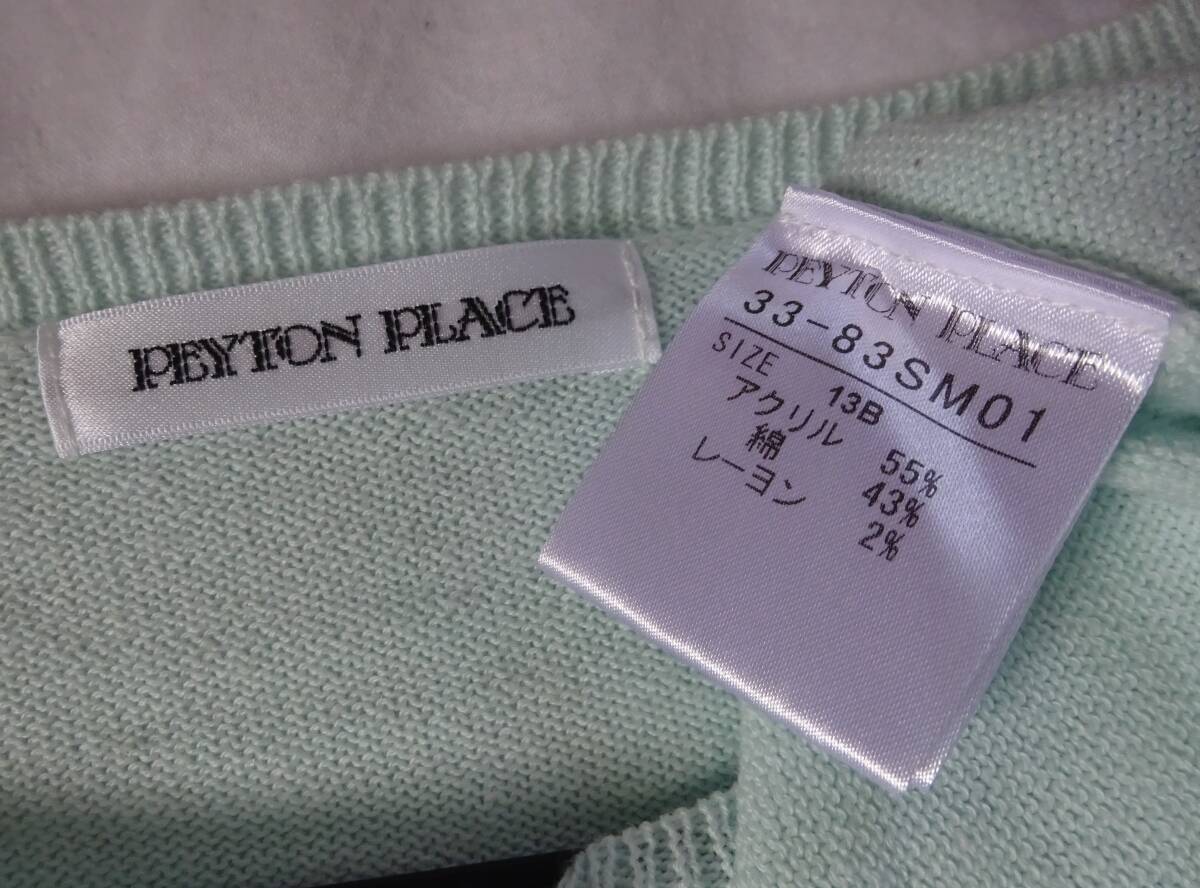 PEYTON PLACE
PEYTON PLACE
33-83SM01
SIZE 13B
アクリル 55%
綿 43%
レーヨン 2%